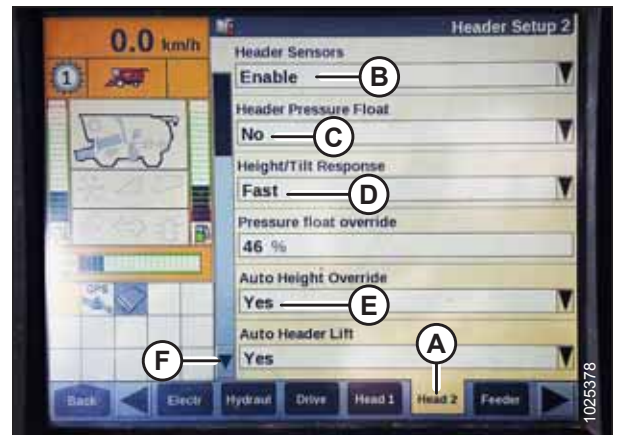 0.0 km/h
Header Setup 2
1
Header Sensors
Enable
B
Header Pressure Float
No
C
Height/Tilt Response
Fast
D
Pressure float override
46 %
Auto Height Override
Yes
E
GPS
Auto Header Lift
Yes
F
A
Back
Electr
Hydraul
Drive
Head 1
Head 2
Feeder
1025378